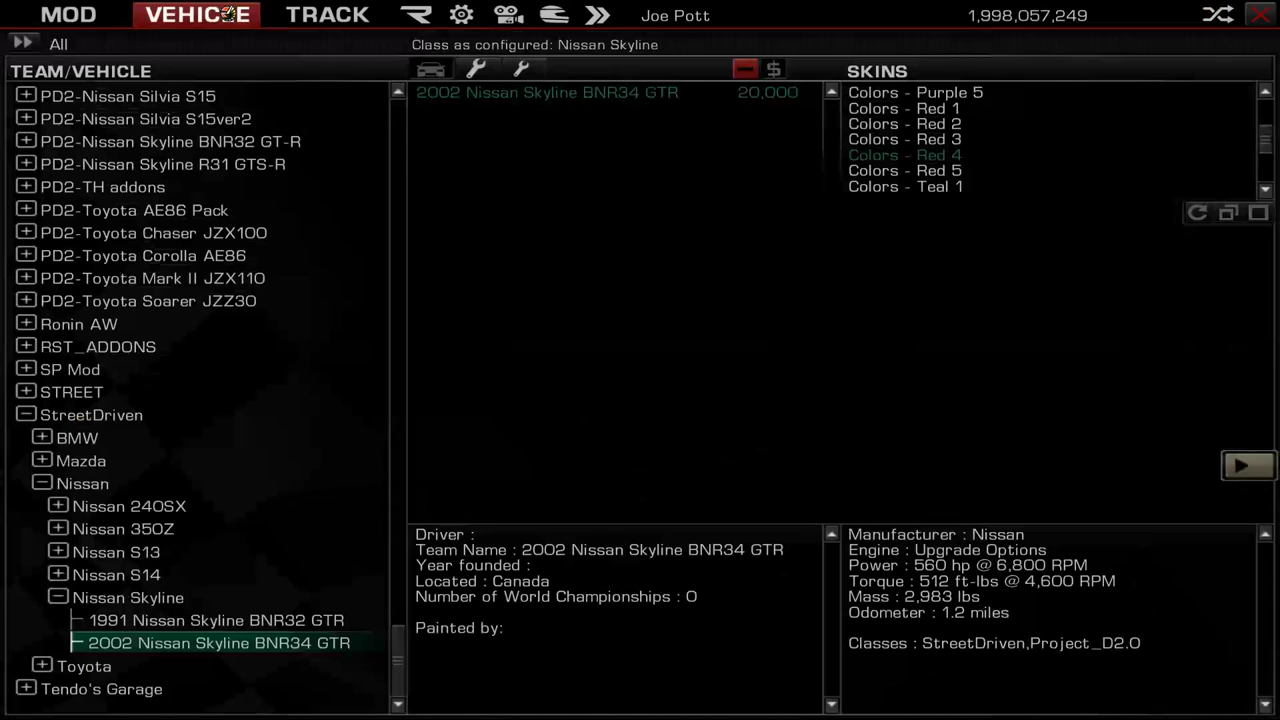 MOD VEHICLE TRACK Joe Pott 1,998,057,249
All Class as configured: Nissan Skyline
TEAM/VEHICLE
PD2-Nissan Silvia S15
PD2-Nissan Silvia S15ver2
PD2-Nissan Skyline BNR32 GT-R
PD2-Nissan Skyline R31 GTS-R
PD2-TH addons
PD2-Toyota AE86 Pack
PD2-Toyota Chaser JZX100
PD2-Toyota Corolla AE86
PD2-Toyota Mark II JZX110
PD2-Toyota Soarer JZZ30
Ronin AW
RST_ADDONS
SP Mod
STREET
StreetDriven
BMW
Mazda
Nissan
Nissan 240SX
Nissan 350Z
Nissan S13
Nissan S14
Nissan Skyline
1991 Nissan Skyline BNR32 GTR
2002 Nissan Skyline BNR34 GTR
Toyota
Tendo's Garage
$
2002 Nissan Skyline BNR34 GTR 20,000
Driver :
Team Name : 2002 Nissan Skyline BNR34 GTR
Year founded :
Located : Canada
Number of World Championships : 0
Painted by:
SKINS
Colors - Purple 5
Colors - Red 1
Colors - Red 2
Colors - Red 3
Colors - Red 4
Colors - Red 5
Colors - Teal 1
Manufacturer : Nissan
Engine : Upgrade Options
Power : 560 hp @ 6,800 RPM
Torque : 512 ft-lbs @ 4,600 RPM
Mass : 2,983 lbs
Odometer : 1.2 miles
Classes : StreetDriven,Project_D2.0